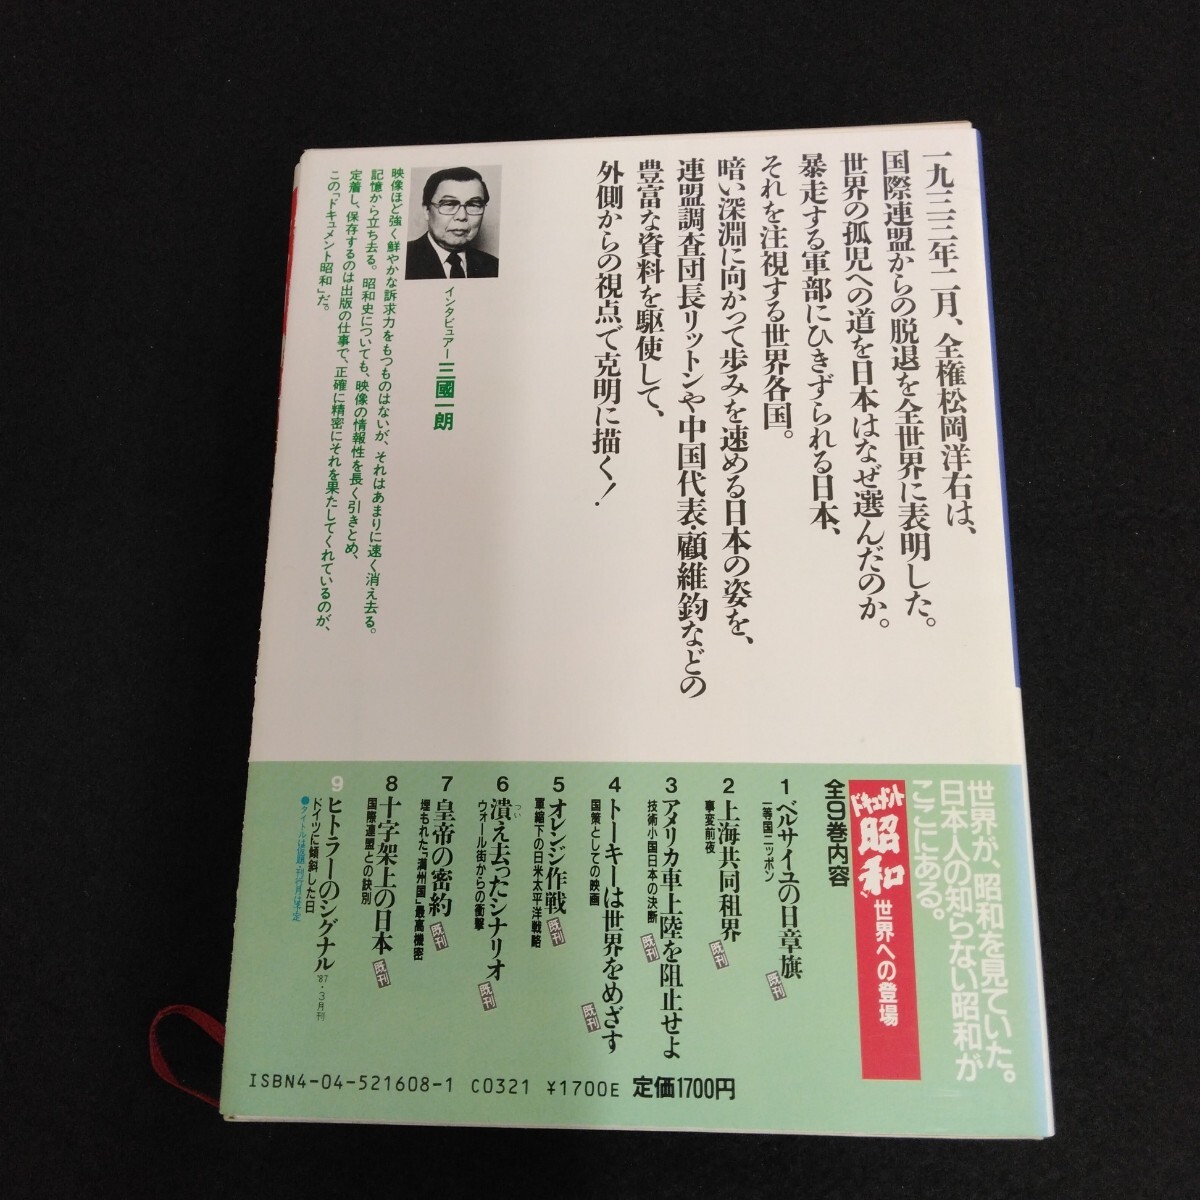 一九三三年二月、全権松岡洋右は、
国際連盟からの脱退を全世界に表明した。
世界の孤児への道を日本はなぜ選んだのか。
暴走する軍部にひきずられる日本、
それを注視する世界各国。
暗い深淵に向かって歩みを速める日本の姿を、
連盟調査団長リットンや中国代表・顧維鈞などの
豊富な資料を駆使して、
外側からの視点で克明に描く!
インタビュアー 三國一朗
映像ほど強く鮮やかな訴求力をもつものはないが、それはあまりに速く消え去る。
記憶から立ち去る。昭和史についても、映像の情報性を長く引きとめ、
定着し、保存するのは出版の仕事で、正確に精密にそれを果たしてくれているのが、
この「ドキュメント昭和」だ。
世界が、昭和を見ていた。
日本人の知らない昭和が
ここにある。
ドキュメント昭和 世界への登場
全9巻内容
1 ベルサイユの日章旗 既刊
一等国ニッポン
2 上海共同租界 既刊
事変前夜
3 アメリカ車上陸を阻止せよ
技術小国日本の決断 既刊
4 トーキーは世界をめざす
国策としての映画 既刊
5 オレンジ作戦 既刊
軍縮下の日米太平洋戦略
6 潰え去ったシナリオ 既刊
つい
ウォール街からの衝撃
7 皇帝の密約 既刊
埋もれた「満州国」最高機密
8 十字架上の日本 既刊
国際連盟との訣別
9 ヒトラーのシグナル '87・3月刊
ドイツに傾斜した日
●タイトルは仮題・刊行月は予定
ISBN4-04-521608-1 C0321 ¥1700E 定価1700円